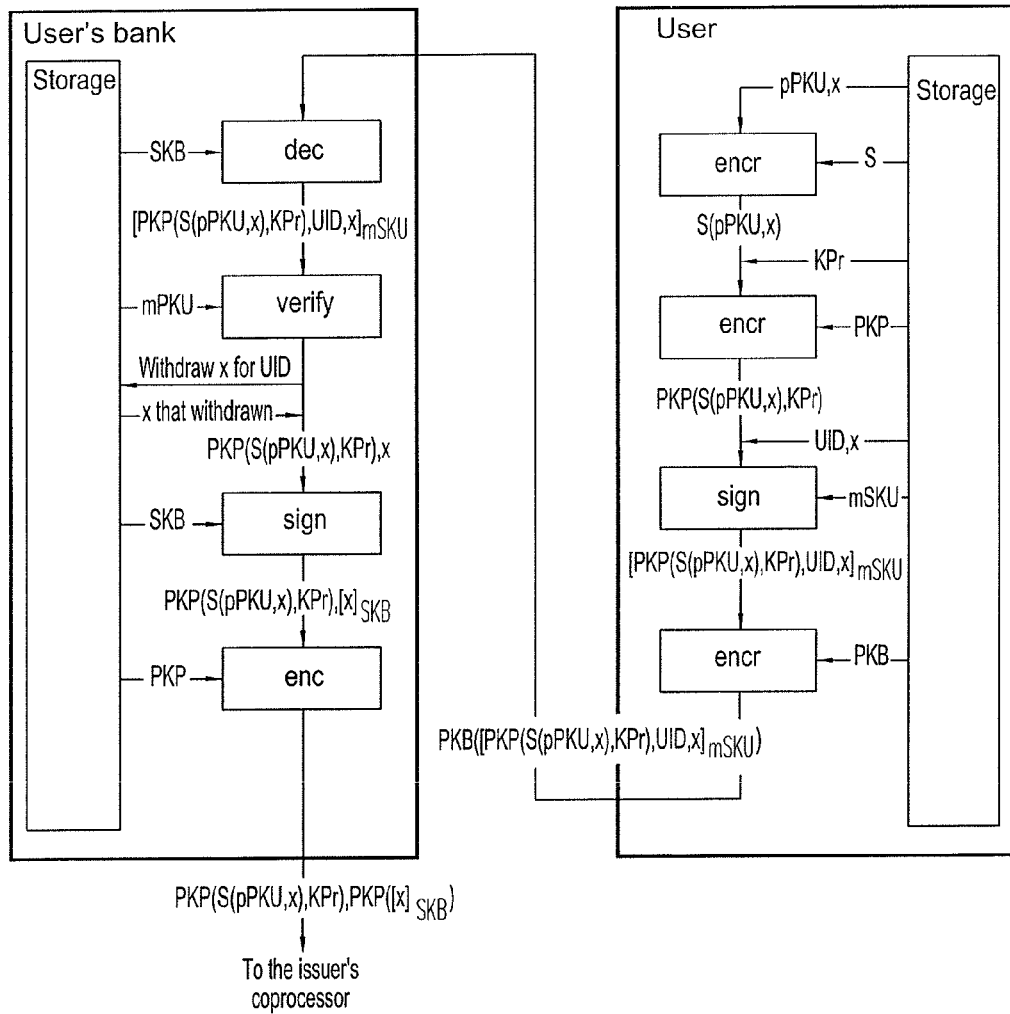 User's bank
Storage
SKB
dec
[PKP(S(pPKU,x),KPr),UID,x]mSKU
mPKU
verify
Withdraw x for UID
x that withdrawn
PKP(S(pPKU,x),KPr),x
SKB
sign
PKP(S(pPKU,x),KPr),[x]SKB
PKP
enc
PKP(S(pPKU,x),KPr),PKP([x]SKB)
To the issuer's
coprocessor
User
Storage
pPKU,x
encr
S
S(pPKU,x)
KPr
encr
PKP
PKP(S(pPKU,x),KPr)
UID,x
sign
mSKU
[PKP(S(pPKU,x),KPr),UID,x]mSKU
encr
PKB
PKB([PKP(S(pPKU,x),KPr),UID,x]mSKU)